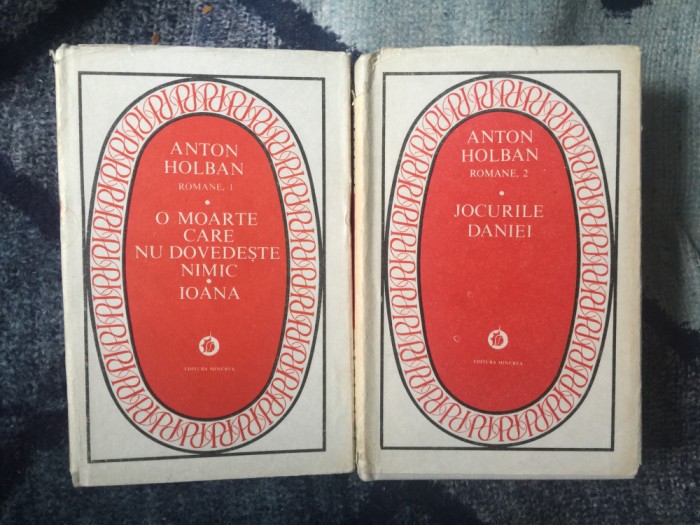 ANTON
HOLBAN
ROMANE, 1
•
O MOARTE
CARE
NU DOVEDEȘTE
NIMIC
•
IOANA
EDITURA MINERVA
ANTON
HOLBAN
ROMANE, 2
•
JOCURILE
DANIEI
EDITURA MINERVA